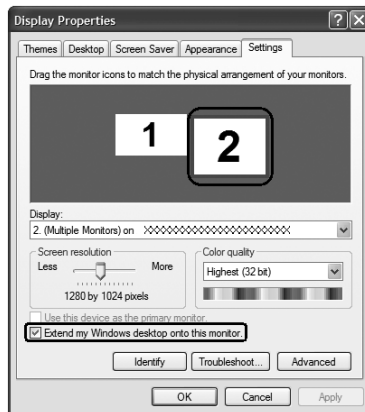 Display Properties
Themes Desktop Screen Saver Appearance Settings
Drag the monitor icons to match the physical arrangement of your monitors.
1 2
Display:
2. (Multiple Monitors) on XXXXXXXXXXXXXXXXXXXXXXX
Screen resolution Color quality
Less More Highest (32 bit)
1280 by 1024 pixels
Use this device as the primary monitor.
Extend my Windows desktop onto this monitor.
Identify Troubleshoot... Advanced
OK Cancel Apply